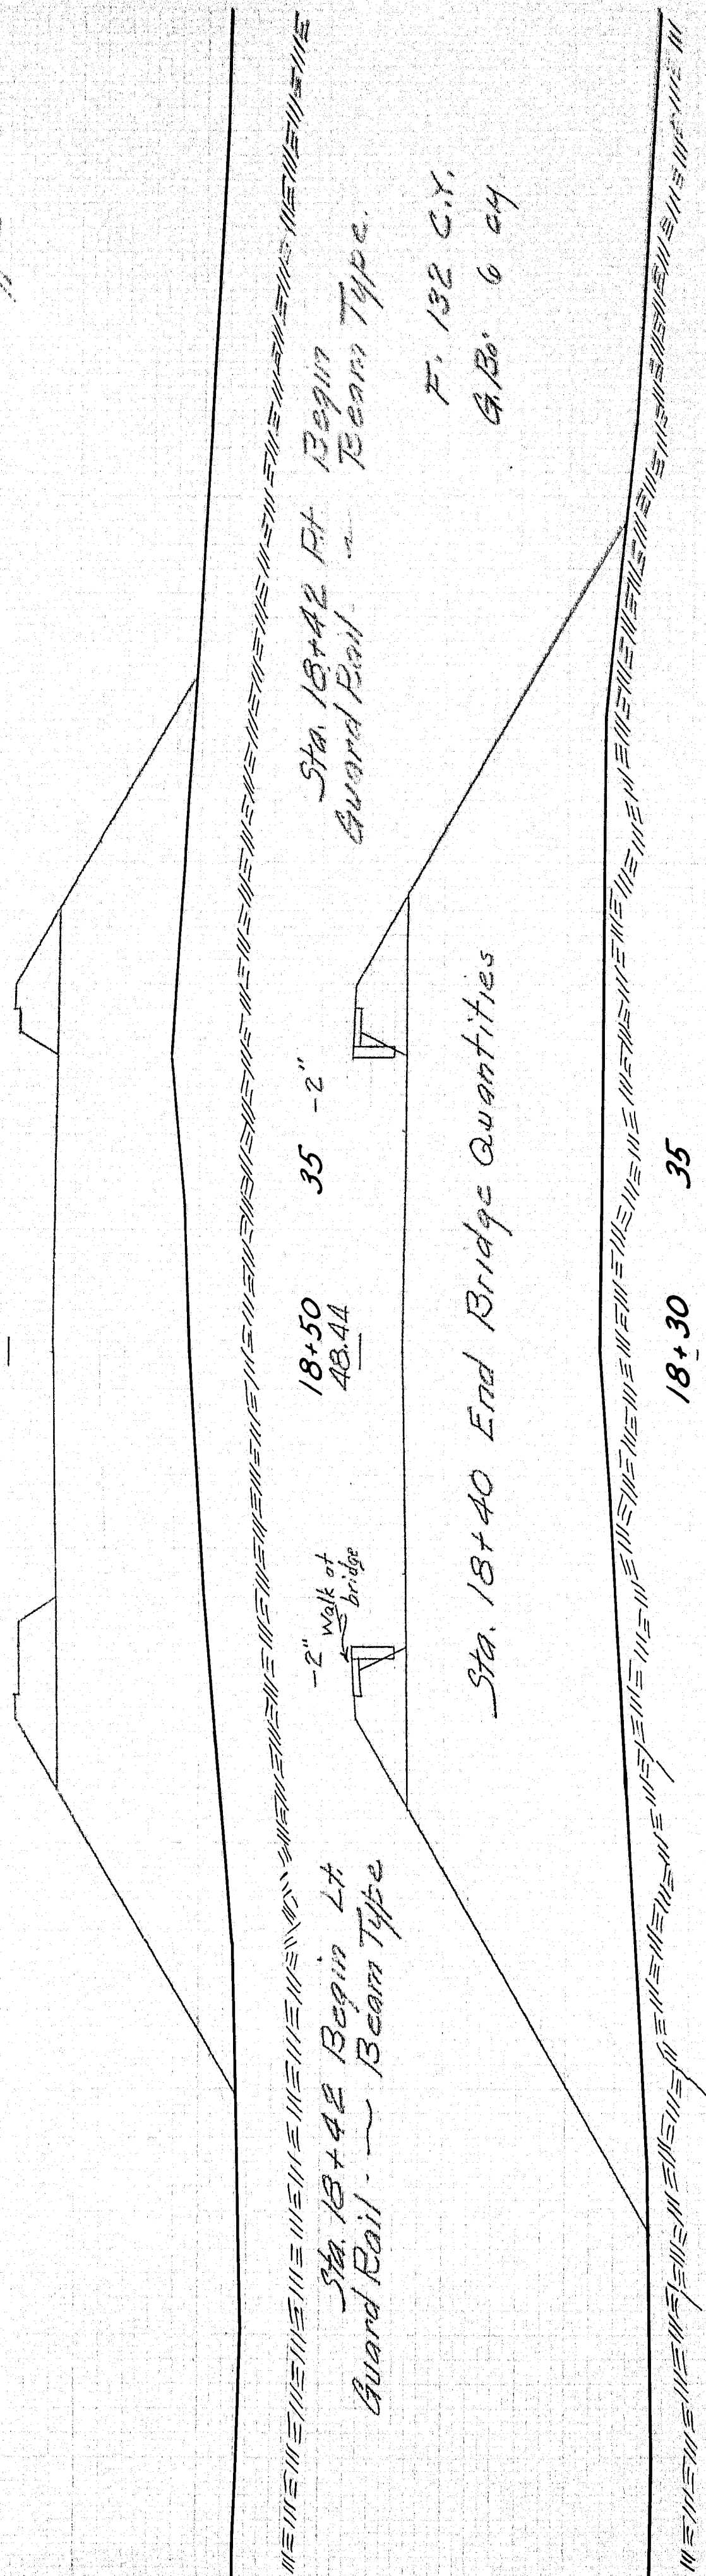 Sta. 18+42 Begin Lt.
Guard Rail - ~ Beam Type
-2"
Walk at
bridge
18+50 35 -2"
48.44
Sta. 18+42 Rt Begin
Guard Rail ~ Beam Type.
F. 132 C.Y.
G.Bo. 6 cy.
Sta. 18+40 End Bridge Quantities
18+30 35